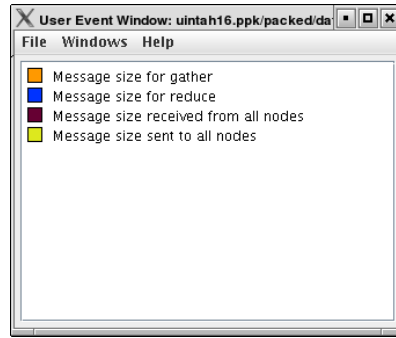 User Event Window: uintah16.ppk/packed/da
File Windows Help
Message size for gather
Message size for reduce
Message size received from all nodes
Message size sent to all nodes